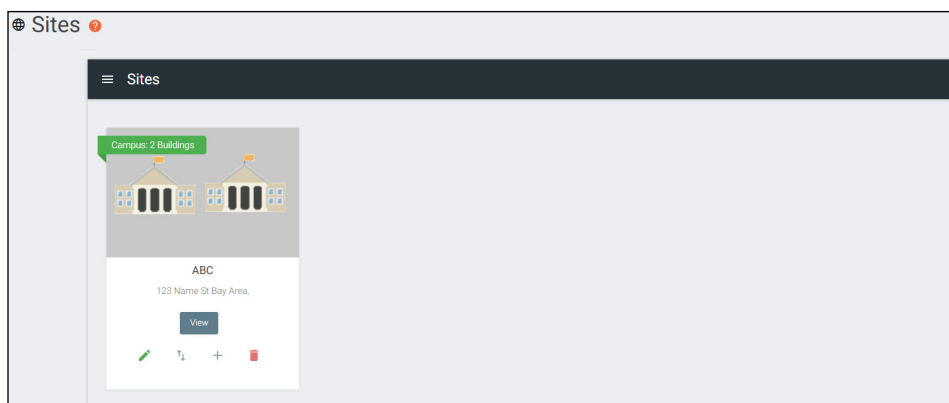 Sites
Sites
Campus: 2 Buildings
ABC
123 Name St Bay Area,
View